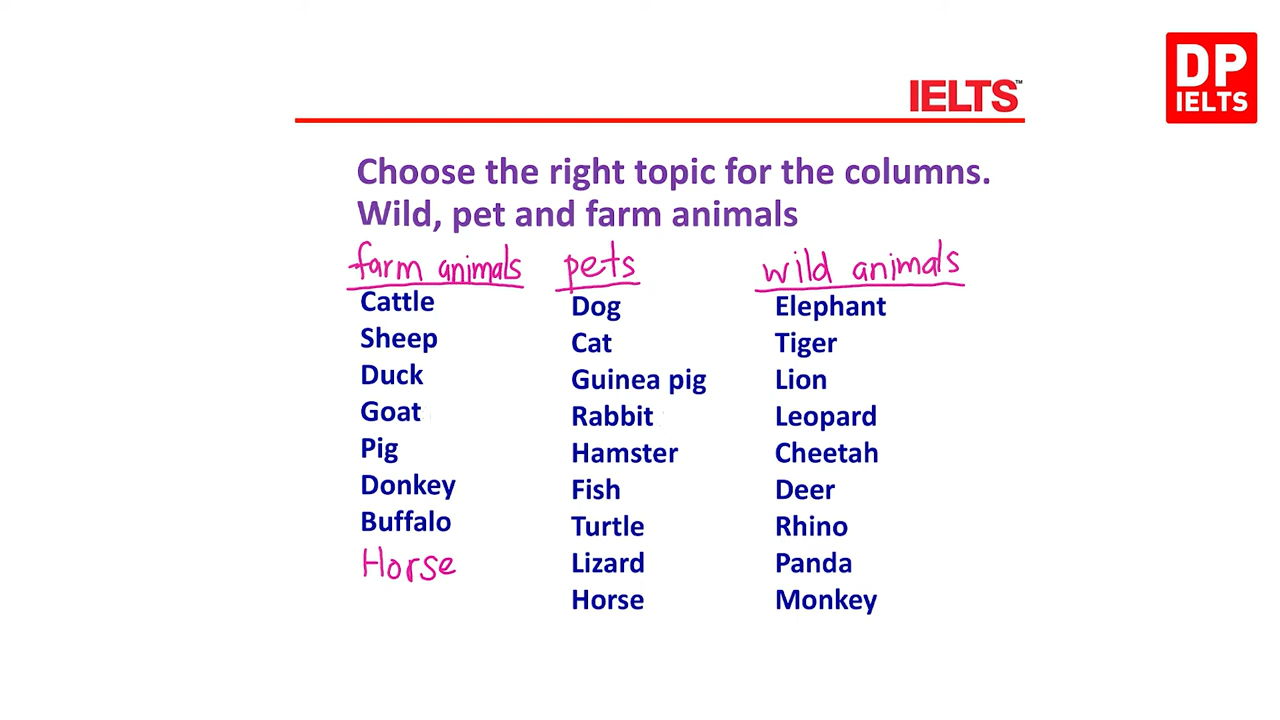 IELTS™
DP
IELTS
Choose the right topic for the columns.
Wild, pet and farm animals
farm animals
Cattle
Sheep
Duck
Goat
Pig
Donkey
Buffalo
Horse
pets
Dog
Cat
Guinea pig
Rabbit
Hamster
Fish
Turtle
Lizard
Horse
wild animals
Elephant
Tiger
Lion
Leopard
Cheetah
Deer
Rhino
Panda
Monkey